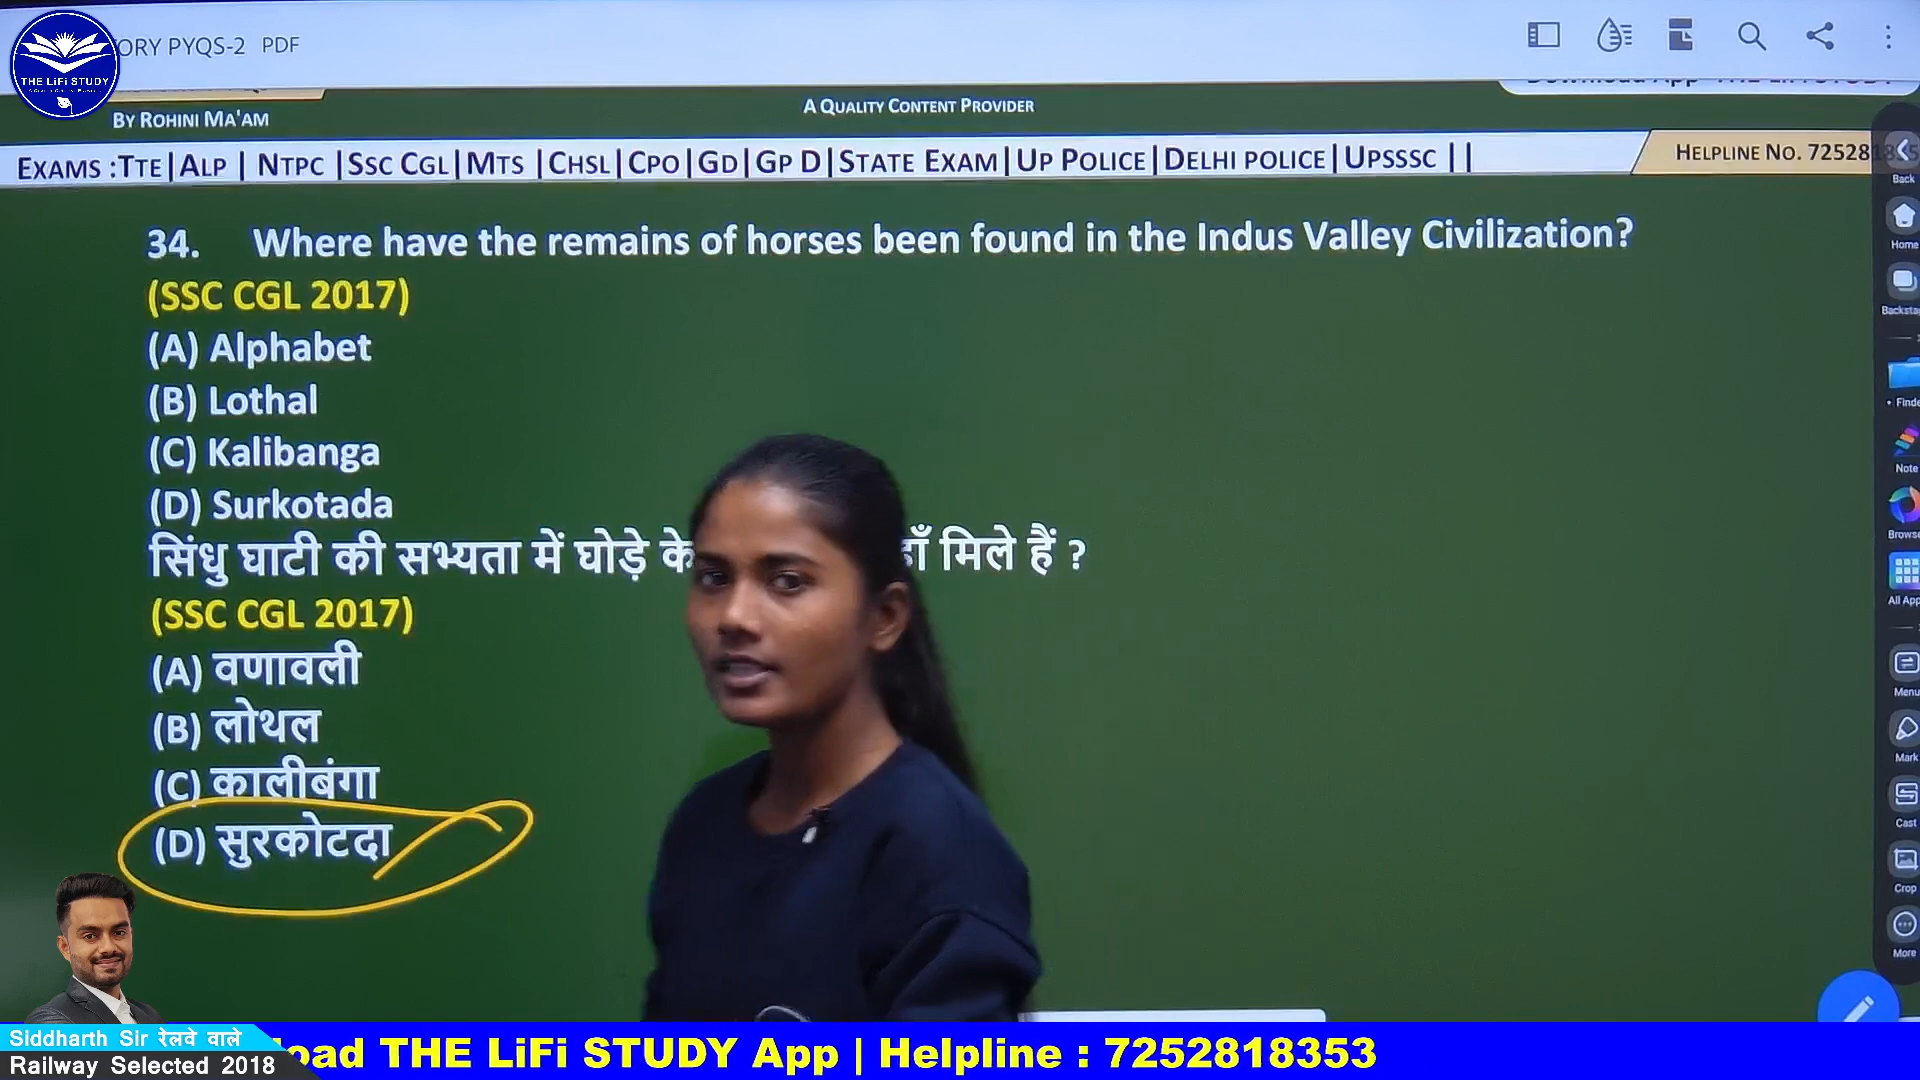 ORY PYQS-2 PDF
THE LiFi STUDY
BY ROHINI MA'AM
A QUALITY CONTENT PROVIDER
EXAMS :TTE|ALP | NTPC |SSC CGL|MTS |CHSL|CPO|GD|GP D|STATE EXAM|UP POLICE|DELHI POLICE|UPSSSC ||
HELPLINE NO. 725281
34. Where have the remains of horses been found in the Indus Valley Civilization?
(SSC CGL 2017)
(A) Alphabet
(B) Lothal
(C) Kalibanga
(D) Surkotada
सिंधु घाटी की सभ्यता में घोड़े के मिले हैं ?
(SSC CGL 2017)
(A) वणावली
(B) लोथल
(C) कालीबंगा
(D) सुरकोटदा
Back
Home
Backsta
Finde
Note
Browse
All App
Menu
Mark
Cast
Crop
More
Siddharth Sir रेलवे वाले
Railway Selected 2018
oad THE LiFi STUDY App | Helpline : 7252818353